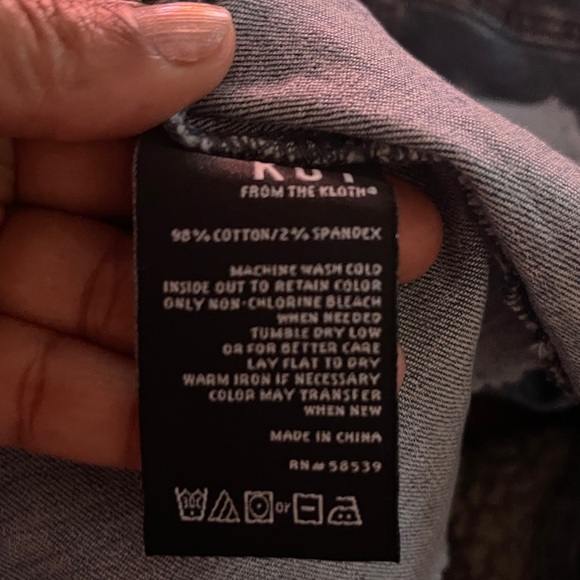 KUT
FROM THE KLOTH®
98% COTTON/2% SPANDEX
MACHINE WASH COLD
INSIDE OUT TO RETAIN COLOR
ONLY NON-CHLORINE BLEACH
WHEN NEEDED
TUMBLE DRY LOW
OR FOR BETTER CARE
LAY FLAT TO DRY
WARM IRON IF NECESSARY
COLOR MAY TRANSFER
WHEN NEW
MADE IN CHINA
RN# 58539
or